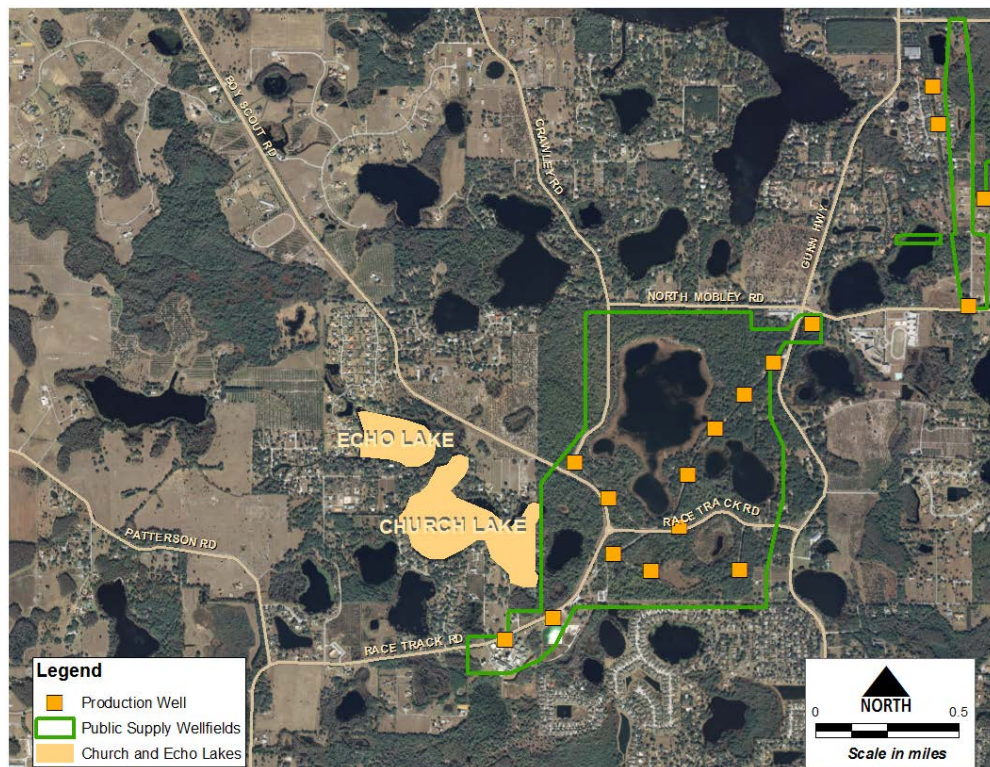 BOY SCOUT RD
CRAWLEY RD
GUNN HWY
NORTH MOBLEY RD
ECHO LAKE
CHURCH LAKE
RACE TRACK RD
PATTERSON RD
RACE TRACK RD
Legend
Production Well
Public Supply Wellfields
Church and Echo Lakes
NORTH
0 0.5
Scale in miles